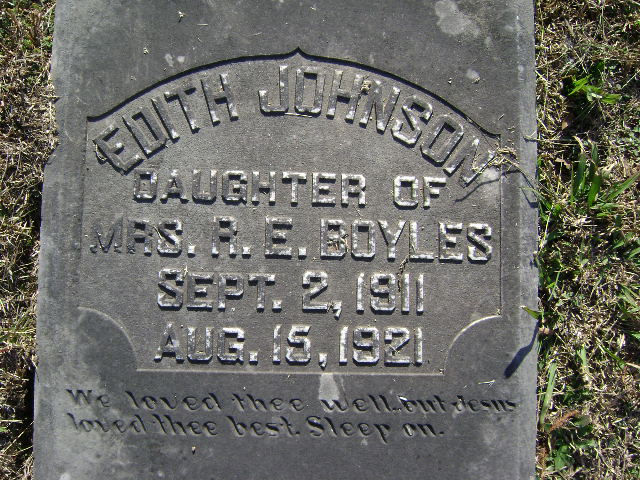 EDITH JOHNSON
DAUGHTER OF
MRS. R. E. BOYLES
SEPT. 2, 1911
AUG. 15, 1921
We loved thee well, but Jesus
loved thee best. Sleep on.